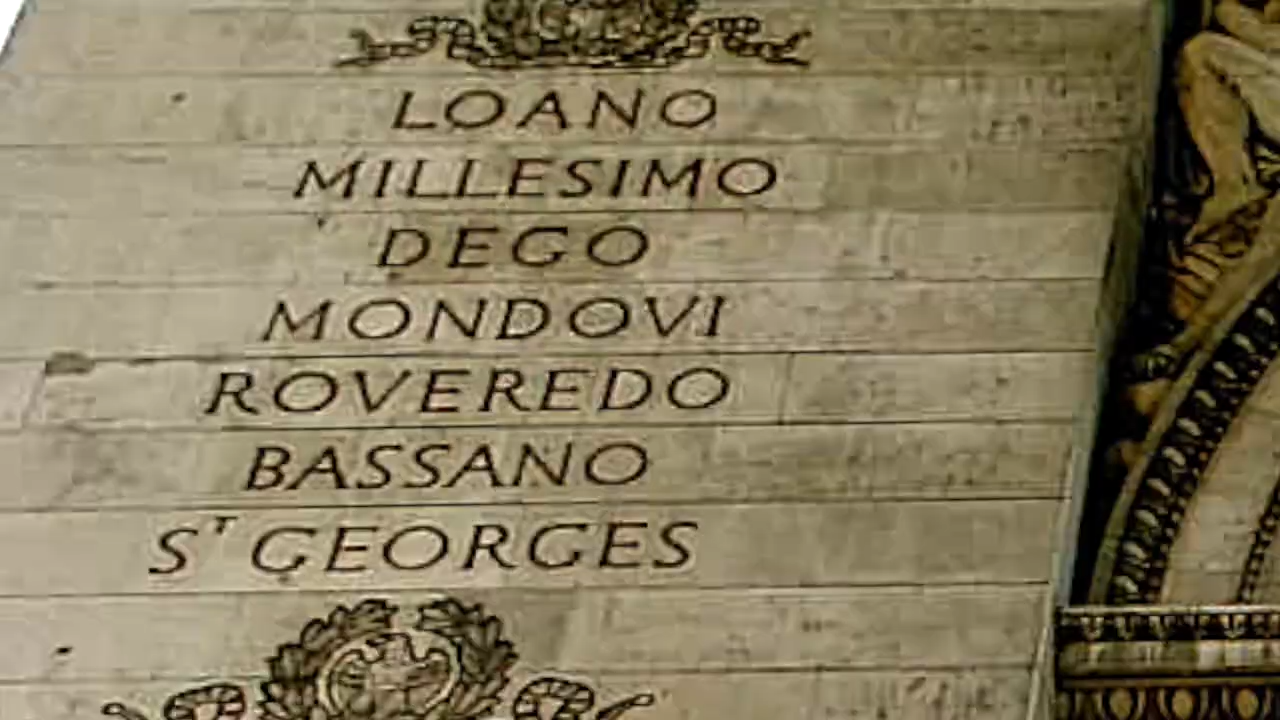 LOANO
MILLESIMO
DEGO
MONDOVI
ROVEREDO
BASSANO
ST GEORGES